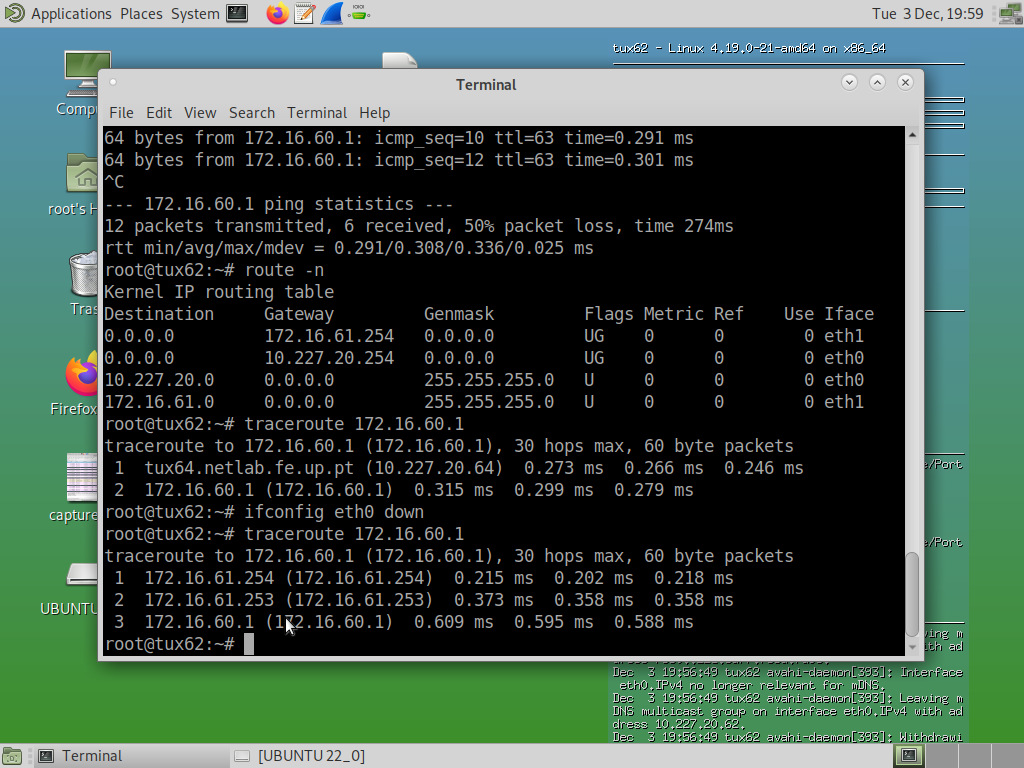 Applications Places System
Tue 3 Dec, 19:59
tux62 - Linux 4.19.0-21-amd64 on x86_64
Terminal
File Edit View Search Terminal Help
64 bytes from 172.16.60.1: icmp_seq=10 ttl=63 time=0.291 ms
64 bytes from 172.16.60.1: icmp_seq=12 ttl=63 time=0.301 ms
^C
--- 172.16.60.1 ping statistics ---
12 packets transmitted, 6 received, 50% packet loss, time 274ms
rtt min/avg/max/mdev = 0.291/0.308/0.336/0.025 ms
root@tux62:~# route -n
Kernel IP routing table
Destination Gateway Genmask Flags Metric Ref Use Iface
0.0.0.0 172.16.61.254 0.0.0.0 UG 0 0 0 eth1
0.0.0.0 10.227.20.254 0.0.0.0 UG 0 0 0 eth0
10.227.20.0 0.0.0.0 255.255.255.0 U 0 0 0 eth0
172.16.61.0 0.0.0.0 255.255.255.0 U 0 0 0 eth1
root@tux62:~# traceroute 172.16.60.1
traceroute to 172.16.60.1 (172.16.60.1), 30 hops max, 60 byte packets
1 tux64.netlab.fe.up.pt (10.227.20.64) 0.273 ms 0.266 ms 0.246 ms
2 172.16.60.1 (172.16.60.1) 0.315 ms 0.299 ms 0.279 ms
root@tux62:~# ifconfig eth0 down
root@tux62:~# traceroute 172.16.60.1
traceroute to 172.16.60.1 (172.16.60.1), 30 hops max, 60 byte packets
1 172.16.61.254 (172.16.61.254) 0.215 ms 0.202 ms 0.218 ms
2 172.16.61.253 (172.16.61.253) 0.373 ms 0.358 ms 0.358 ms
3 172.16.60.1 (172.16.60.1) 0.609 ms 0.595 ms 0.588 ms
root@tux62:~#
Compu
root's H
Tras
Firefox
capture
UBUNTU
e/Port
e/Port
ving m
th ad
Dec 3 19:56:49 tux62 avahi-daemon[393]: Interface
eth0.IPv4 no longer relevant for mDNS.
Dec 3 19:56:49 tux62 avahi-daemon[393]: Leaving m
DNS multicast group on interface eth0.IPv4 with ad
dress 10.227.20.62.
Dec 3 19:56:49 tux62 avahi-daemon[393]: Withdrawi
Terminal
[UBUNTU 22_0]